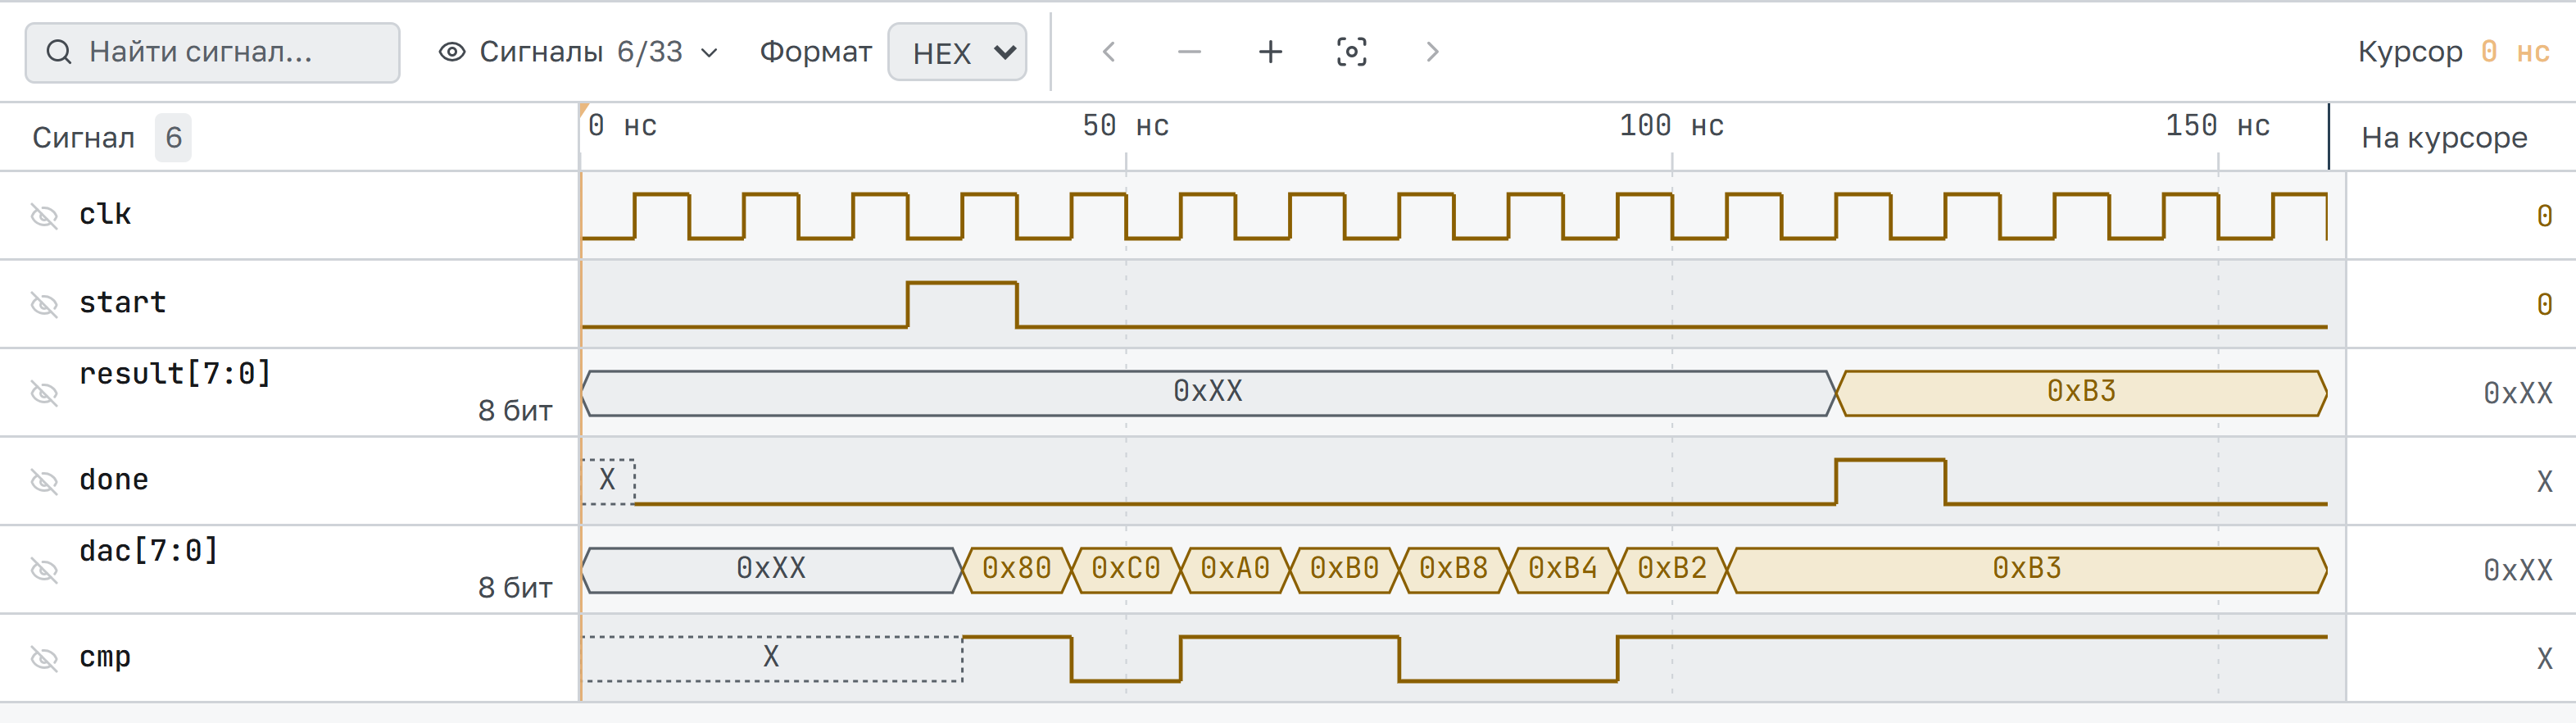 Найти сигнал... Сигналы 6/33 Формат HEX Курсор 0 нс
Сигнал 6 0 нс 50 нс 100 нс 150 нс На курсоре
clk 0
start 0
result[7:0] 8 бит 0xXX 0xB3 0xXX
done X X
dac[7:0] 8 бит 0xXX 0x80 0xC0 0xA0 0xB0 0xB8 0xB4 0xB2 0xB3 0xXX
cmp X X